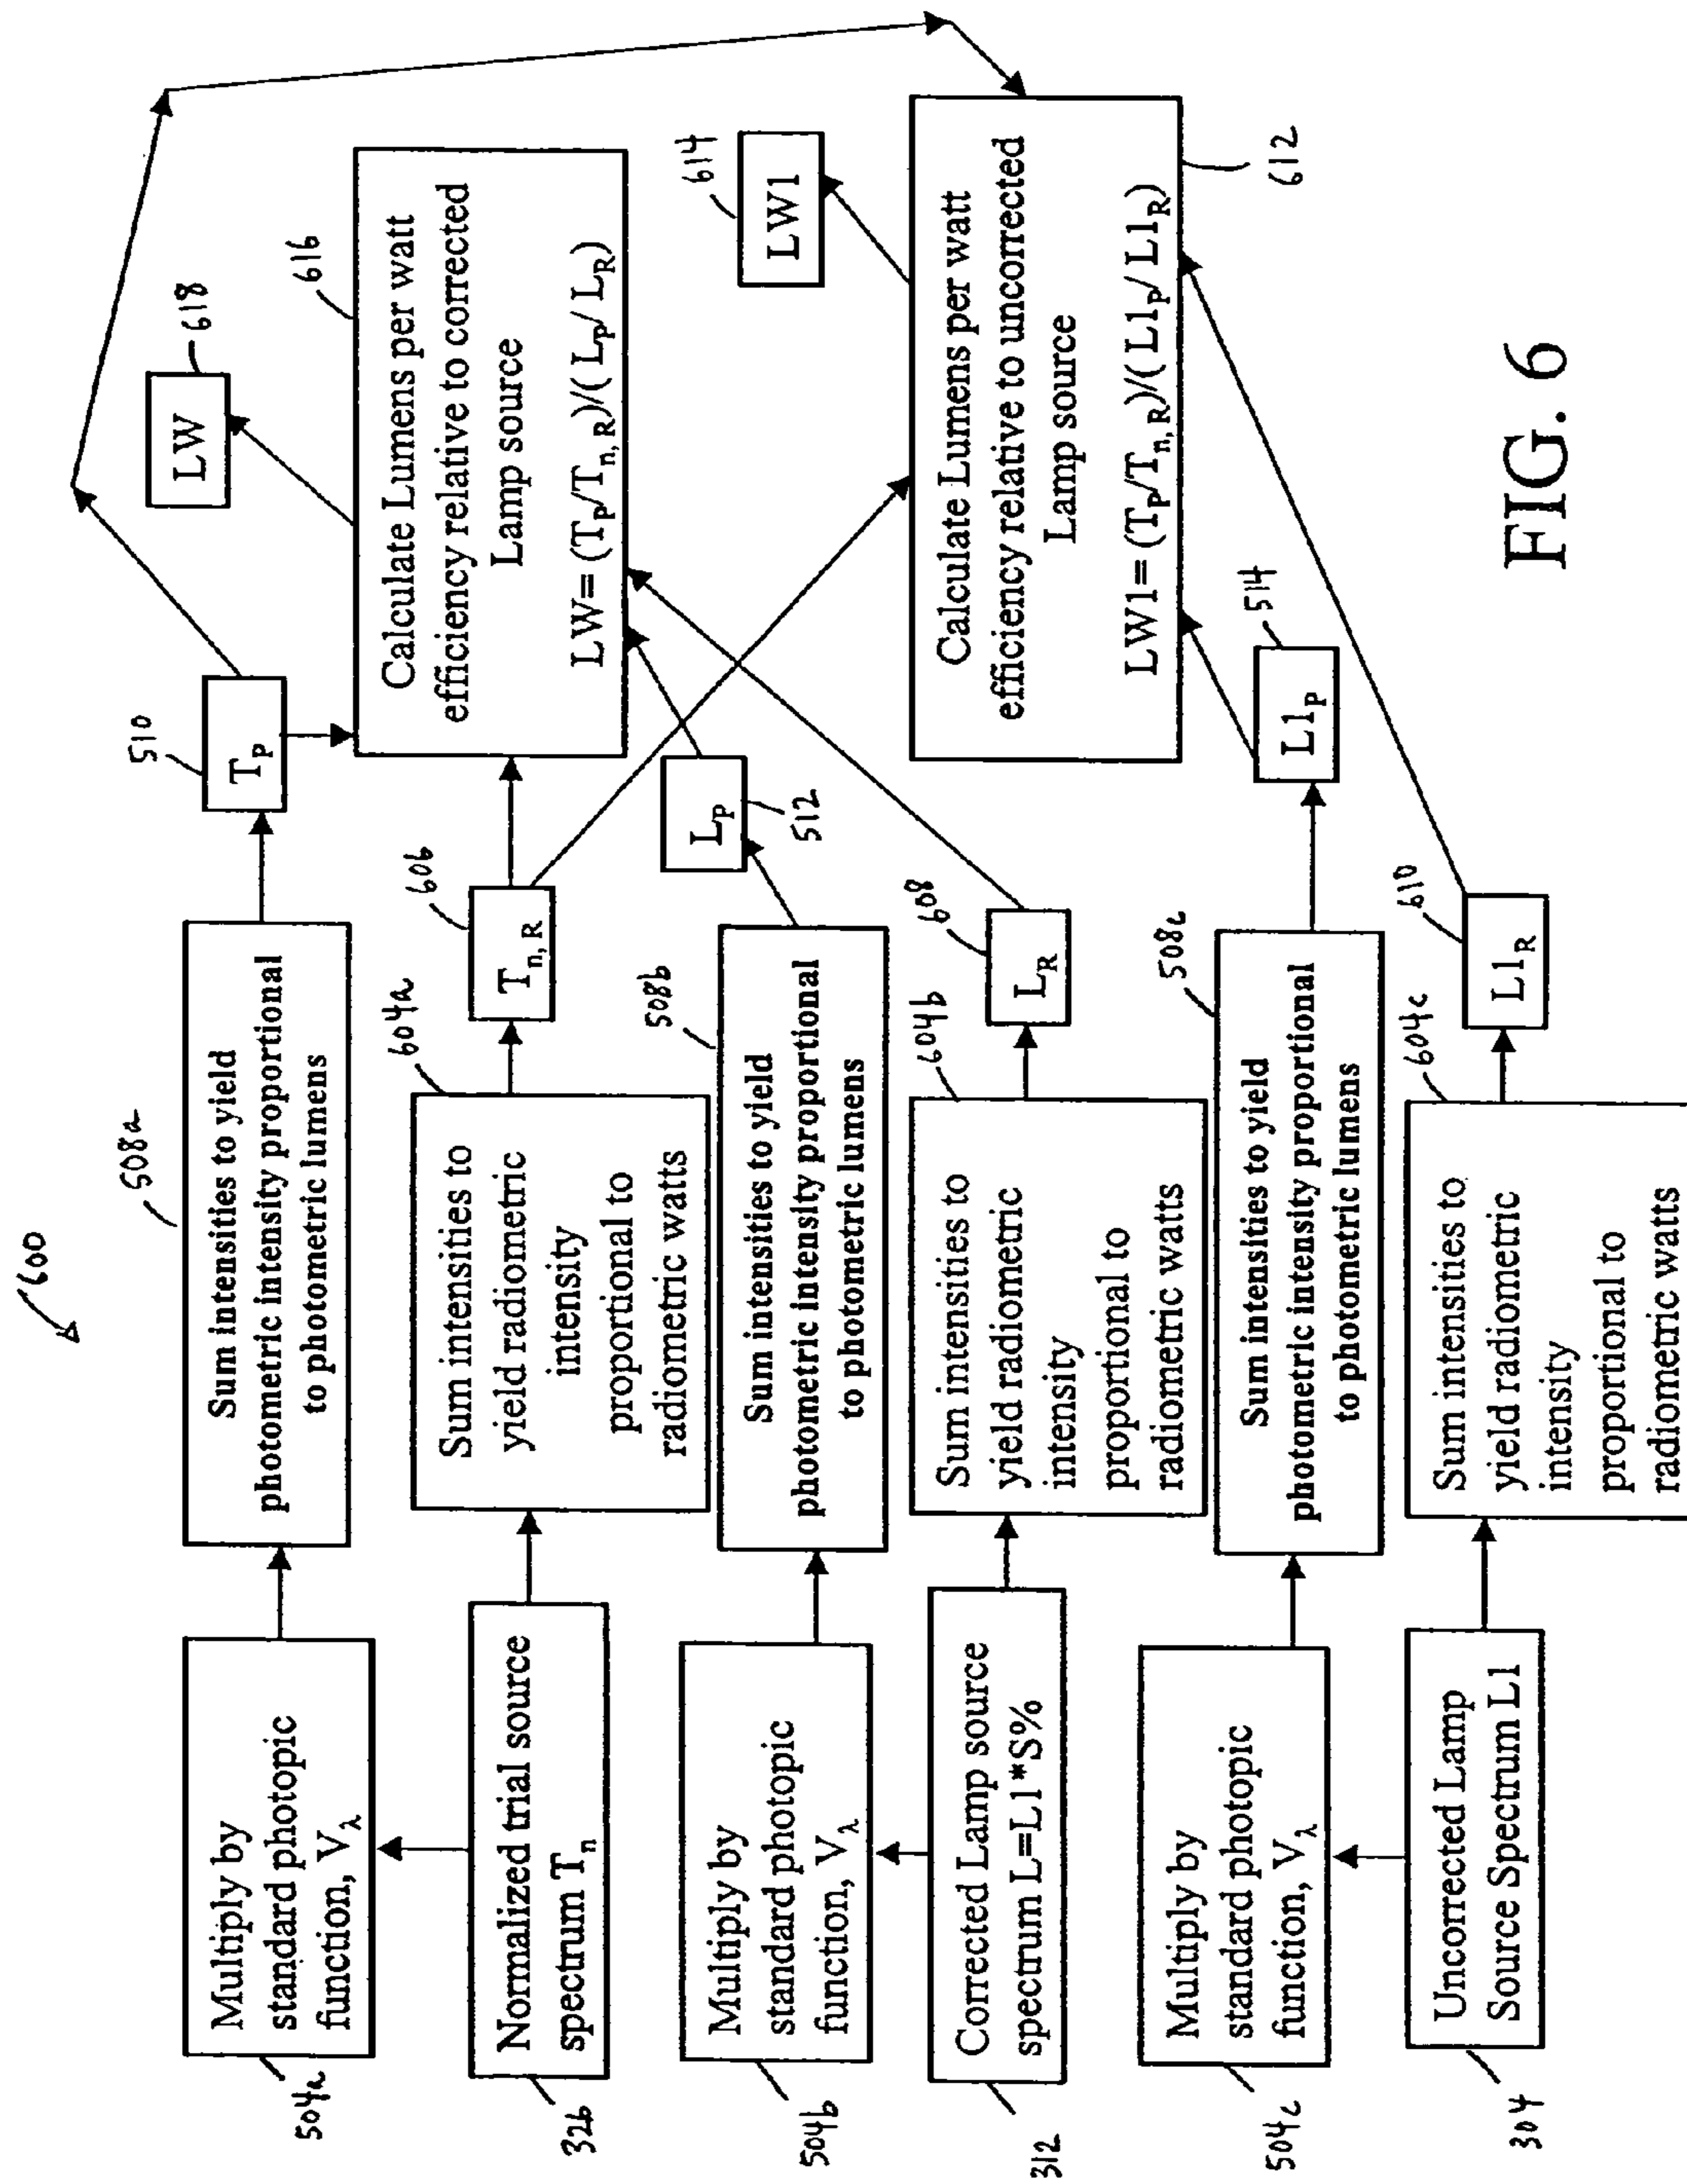 600
504a
Multiply by
standard photopic
function, Vλ
508a
Sum intensities to yield
photometric intensity proportional
to photometric lumens
510
TP
618
LW
326
Normalized trial source
spectrum Tn
604a
Sum intensities to
yield radiometric
intensity
proportional to
radiometric watts
606
Tn, R
616
Calculate Lumens per watt
efficiency relative to corrected
Lamp source
LW=(TP/Tn, R)/( LP/ LR)
504b
Multiply by
standard photopic
function, Vλ
508b
Sum intensities to yield
photometric intensity proportional
to photometric lumens
LP
512
614
LW1
312
Corrected Lamp source
spectrum L=L1*S%
604b
Sum intensities to
yield radiometric
intensity
proportional to
radiometric watts
608
LR
Calculate Lumens per watt
efficiency relative to uncorrected
Lamp source
LW1=(TP/Tn, R)/( L1P/ L1R)
612
504c
Multiply by
standard photopic
function, Vλ
508c
Sum intensities to yield
photometric intensity proportional
to photometric lumens
514
L1P
304
Uncorrected Lamp
Source Spectrum L1
604c
Sum intensities to
yield radiometric
intensity
proportional to
radiometric watts
610
L1R
FIG. 6